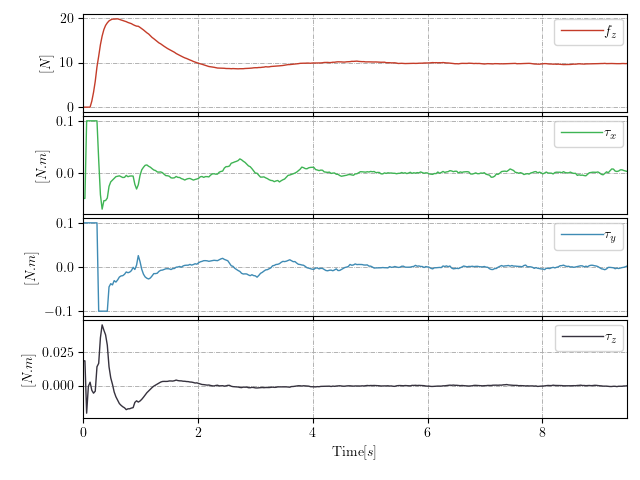 20
10
0
[N]
f_z
0.1
0.0
[N.m]
τ_x
0.1
0.0
−0.1
[N.m]
τ_y
0.025
0.000
[N.m]
τ_z
0 2 4 6 8
Time[s]